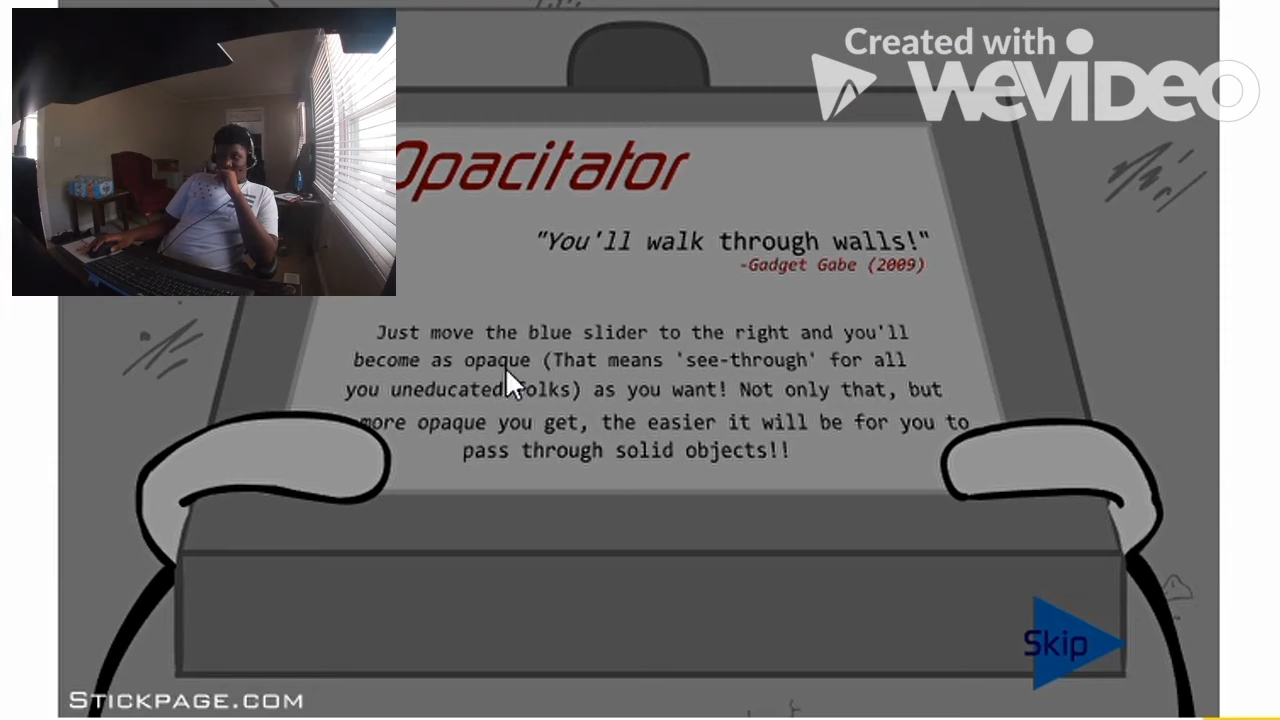 Created with
WEVIDEO
Opacitator
"You'll walk through walls!"
-Gadget Gabe (2009)
Just move the blue slider to the right and you'll
become as opaque (That means 'see-through' for all
you uneducated folks) as you want! Not only that, but
more opaque you get, the easier it will be for you to
pass through solid objects!!
Skip
STICKPAGE.COM